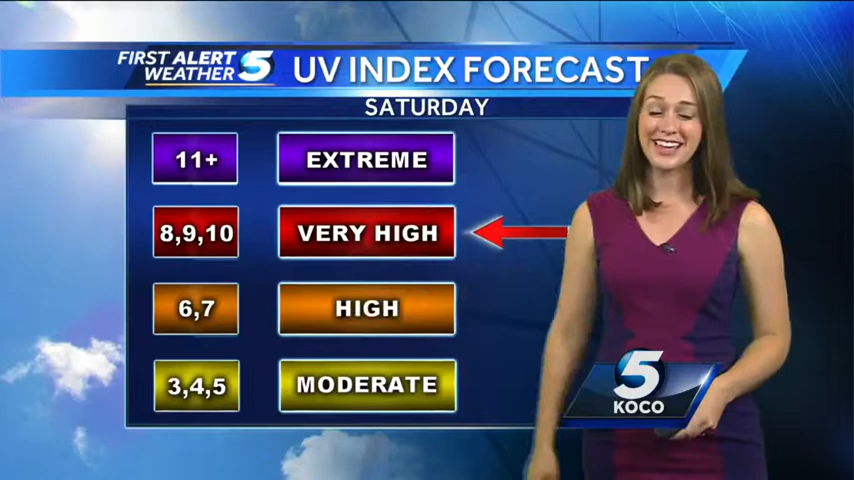 FIRST ALERT
WEATHER 5
UV INDEX FORECAST
SATURDAY
11+ EXTREME
8,9,10 VERY HIGH
6,7 HIGH
3,4,5 MODERATE
5
KOCO